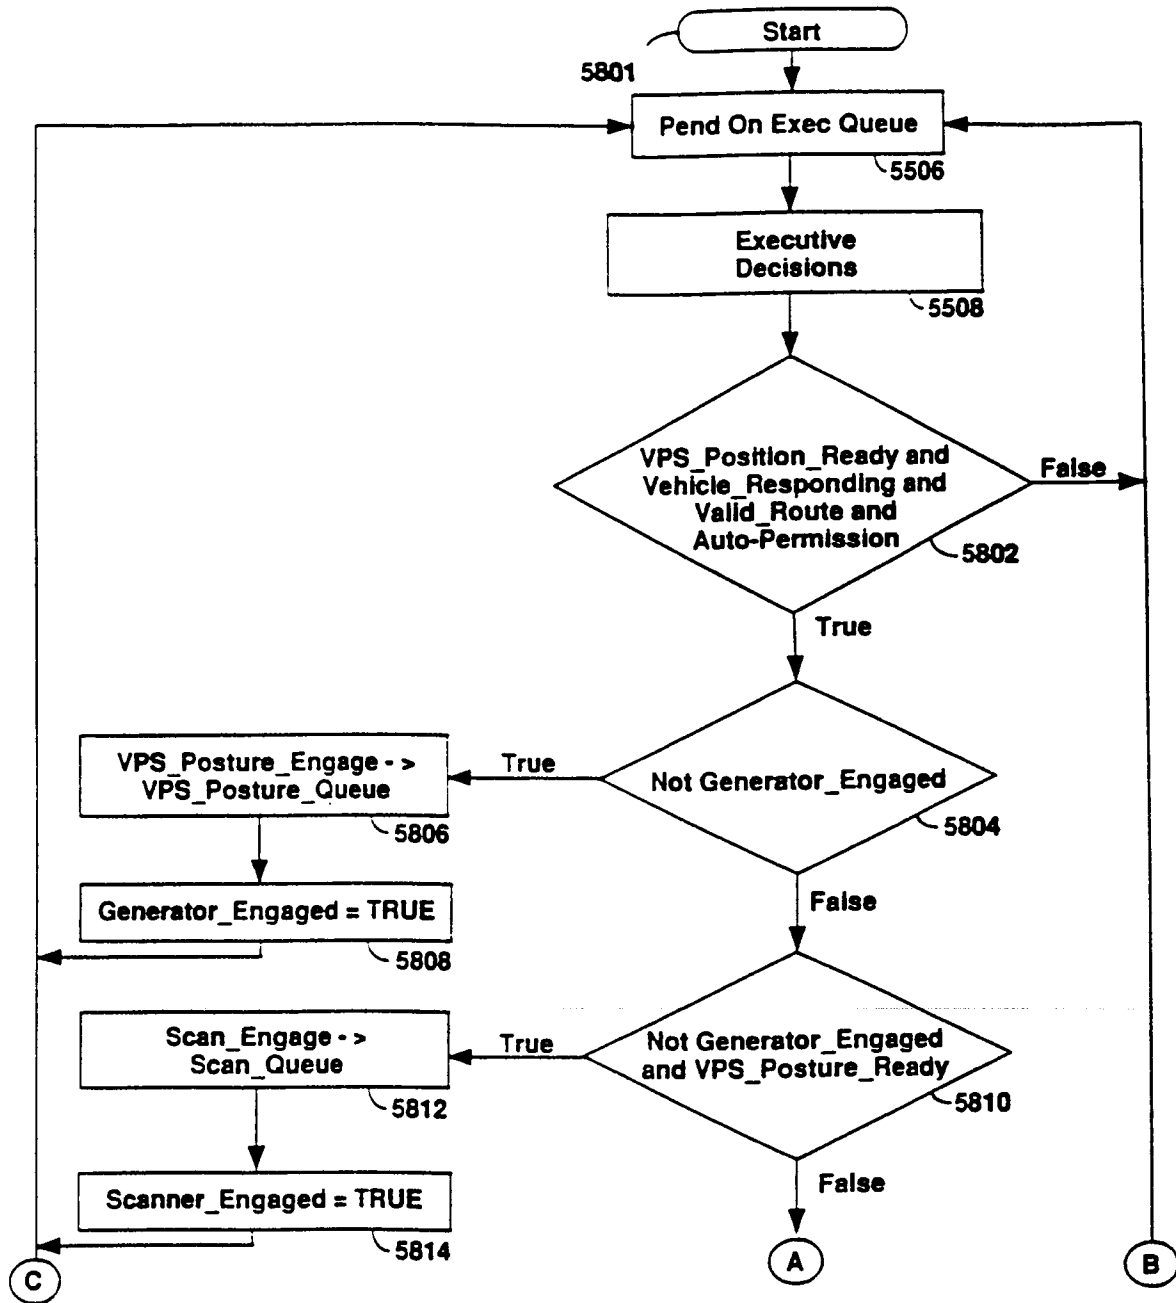 Start
5801
Pend On Exec Queue
5506
Executive
Decisions
5508
VPS_Position_Ready and
Vehicle_Responding and
Valid_Route and
Auto-Permission
False
5802
True
VPS_Posture_Engage - >
VPS_Posture_Queue
5806
True
Not Generator_Engaged
5804
Generator_Engaged = TRUE
5808
False
Scan_Engage - >
Scan_Queue
5812
True
Not Generator_Engaged
and VPS_Posture_Ready
5810
Scanner_Engaged = TRUE
5814
False
C
A
B